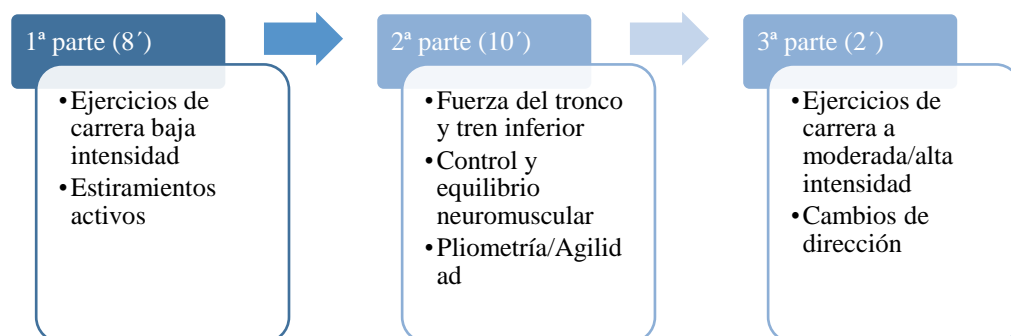 1ª parte (8´)
•Ejercicios de
carrera baja
intensidad
•Estiramientos
activos
2ª parte (10´)
•Fuerza del tronco
y tren inferior
•Control y
equilibrio
neuromuscular
•Pliometría/Agilid
ad
3ª parte (2´)
•Ejercicios de
carrera a
moderada/alta
intensidad
•Cambios de
dirección